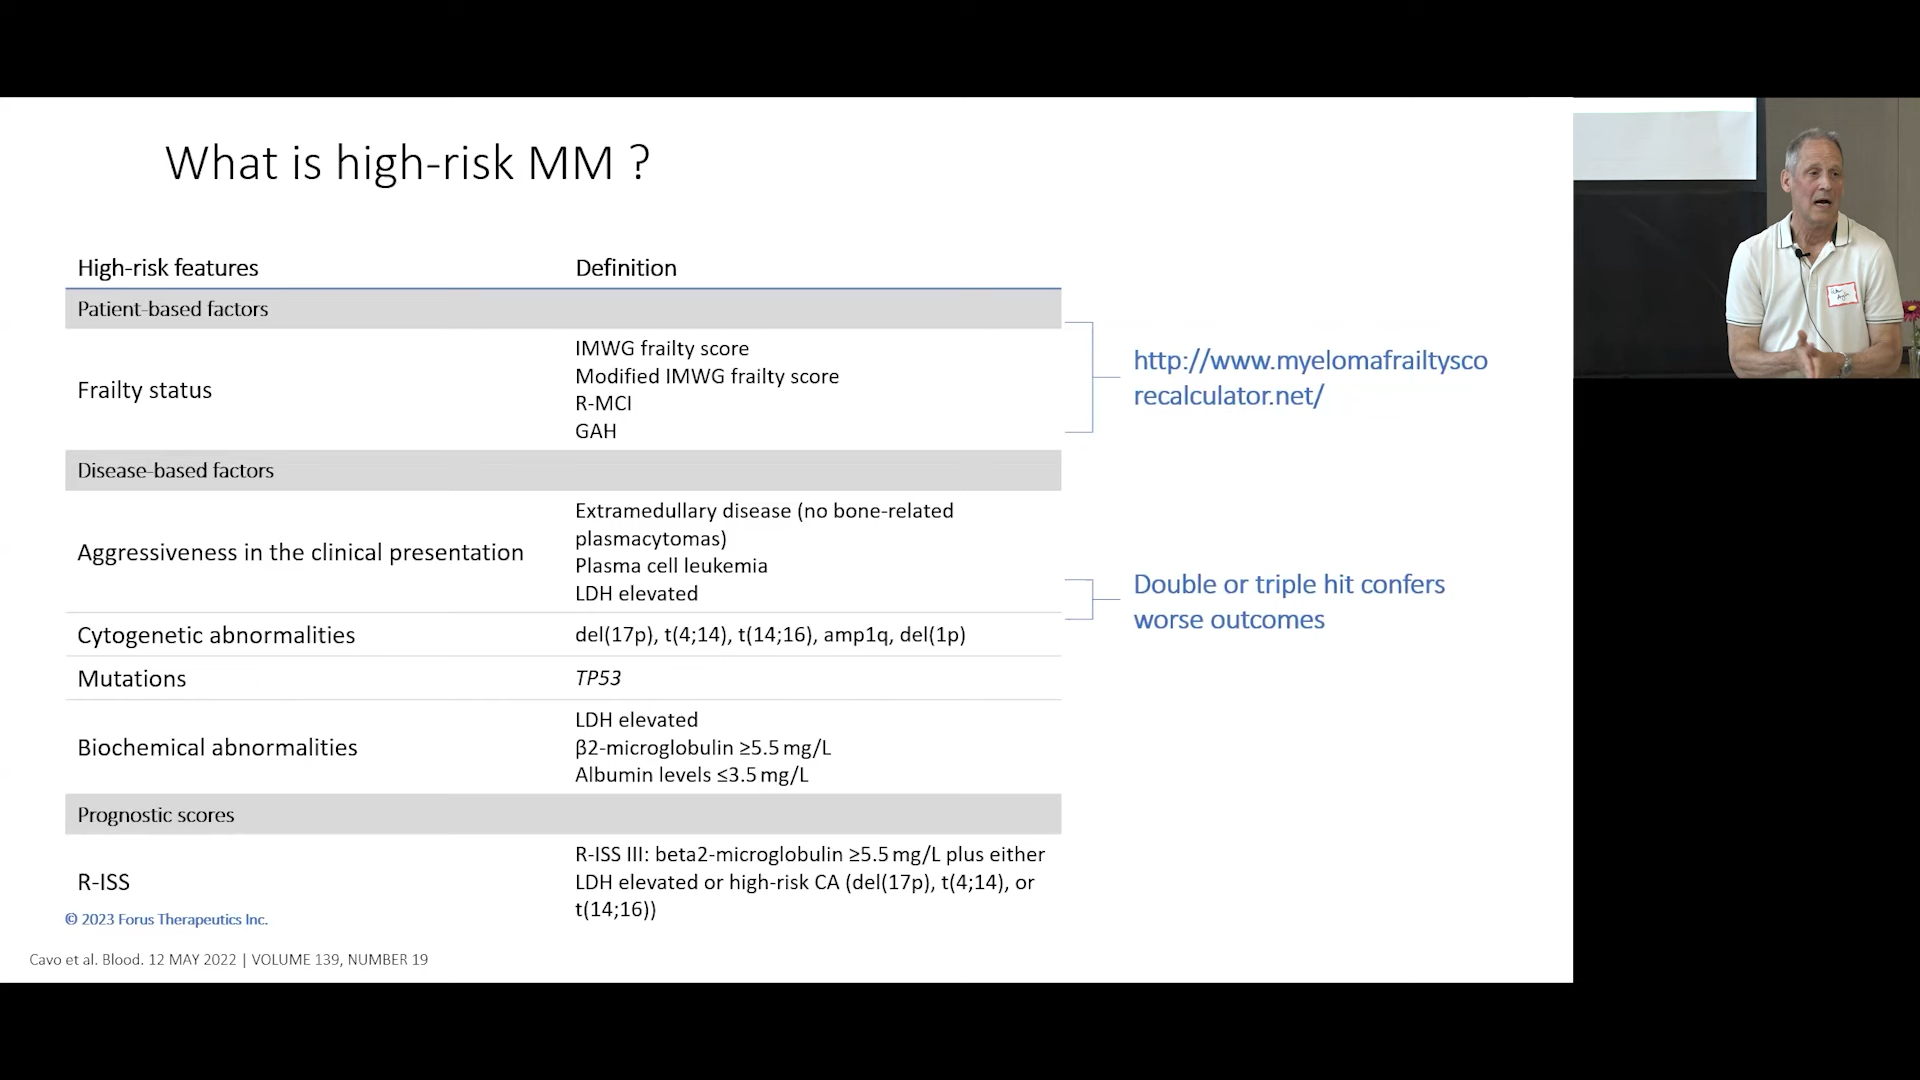 What is high-risk MM ?
High-risk features
Definition
Patient-based factors
Frailty status
IMWG frailty score
Modified IMWG frailty score
R-MCI
GAH
http://www.myelomafrailtysco
recalculator.net/
Disease-based factors
Aggressiveness in the clinical presentation
Extramedullary disease (no bone-related
plasmacytomas)
Plasma cell leukemia
LDH elevated
Double or triple hit confers
worse outcomes
Cytogenetic abnormalities
del(17p), t(4;14), t(14;16), amp1q, del(1p)
Mutations
TP53
Biochemical abnormalities
LDH elevated
β2-microglobulin ≥5.5 mg/L
Albumin levels ≤3.5 mg/L
Prognostic scores
R-ISS
R-ISS III: beta2-microglobulin ≥5.5 mg/L plus either
LDH elevated or high-risk CA (del(17p), t(4;14), or
t(14;16))
© 2023 Forus Therapeutics Inc.
Cavo et al. Blood. 12 MAY 2022 | VOLUME 139, NUMBER 19